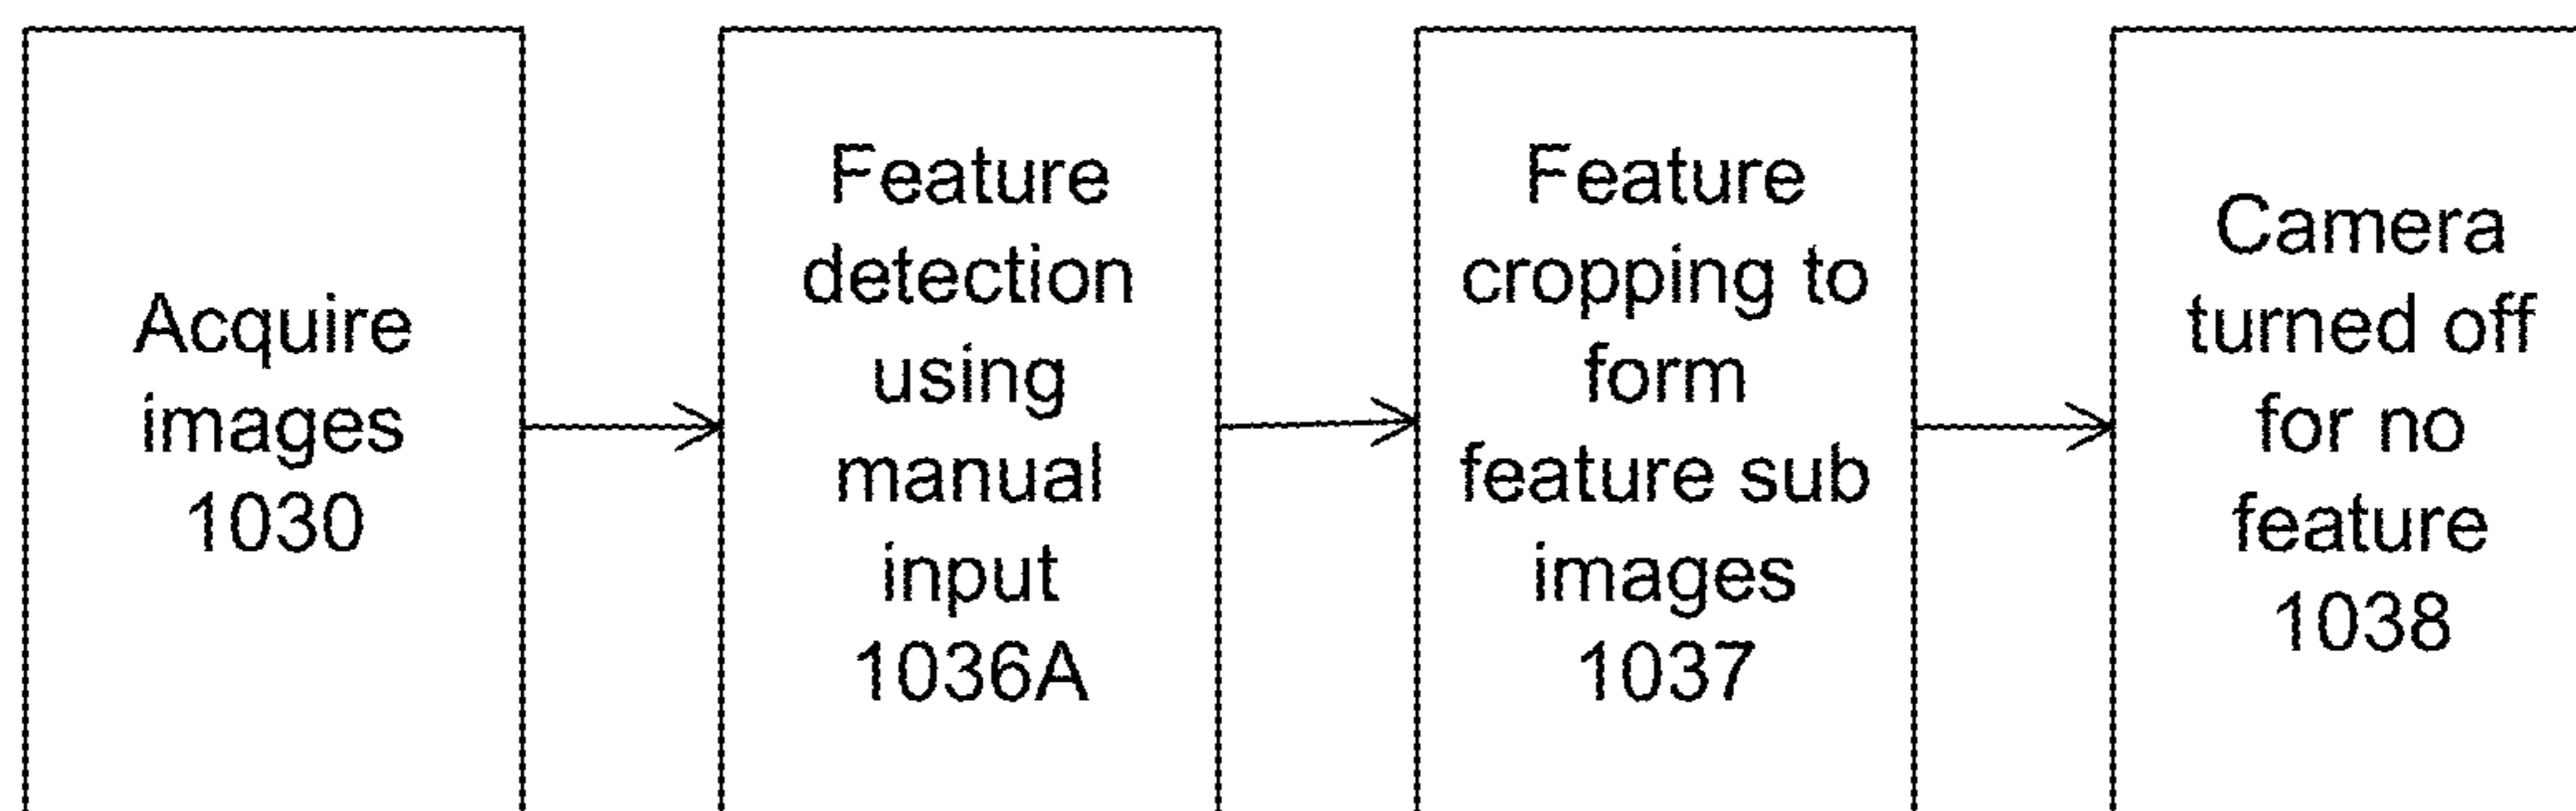 Acquire
images
1030
Feature
detection
using
manual
input
1036A
Feature
cropping to
form
feature sub
images
1037
Camera
turned off
for no
feature
1038